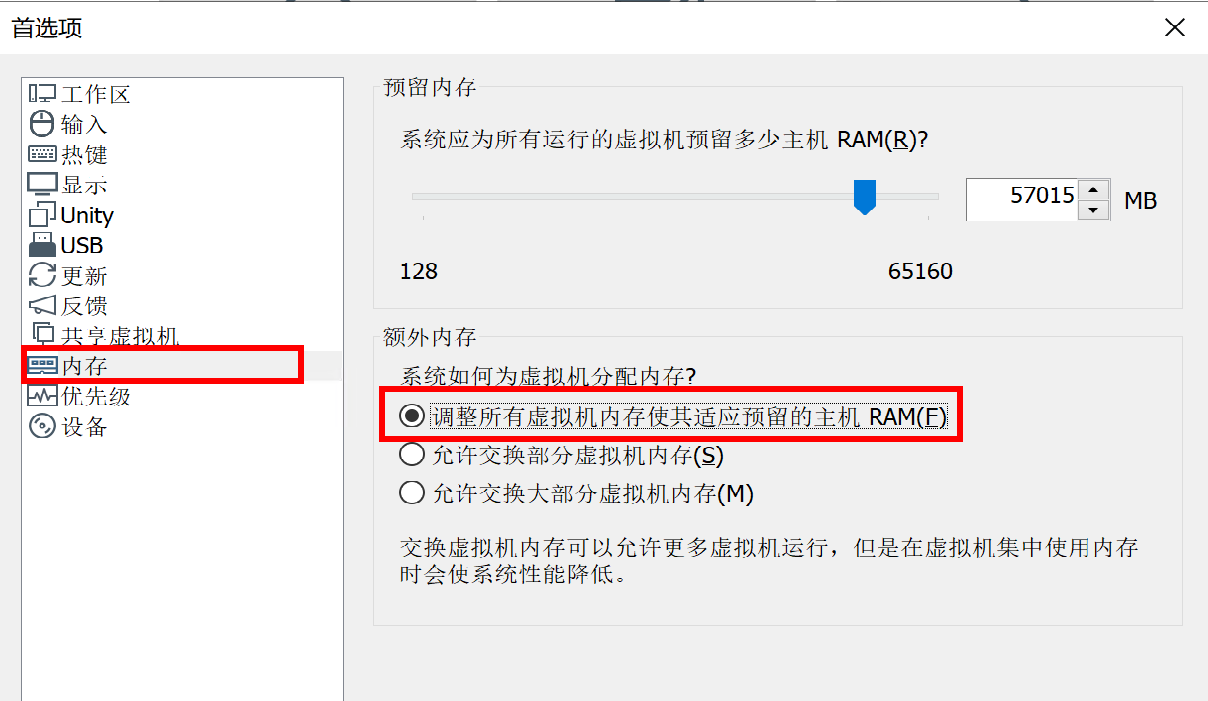 首选项
工作区
输入
热键
显示
Unity
USB
更新
反馈
共享虚拟机
内存
优先级
设备
预留内存
系统应为所有运行的虚拟机预留多少主机 RAM(R)?
57015 MB
128 65160
额外内存
系统如何为虚拟机分配内存?
调整所有虚拟机内存使其适应预留的主机 RAM(F)
允许交换部分虚拟机内存(S)
允许交换大部分虚拟机内存(M)
交换虚拟机内存可以允许更多虚拟机运行，但是在虚拟机集中使用内存
时会使系统性能降低。